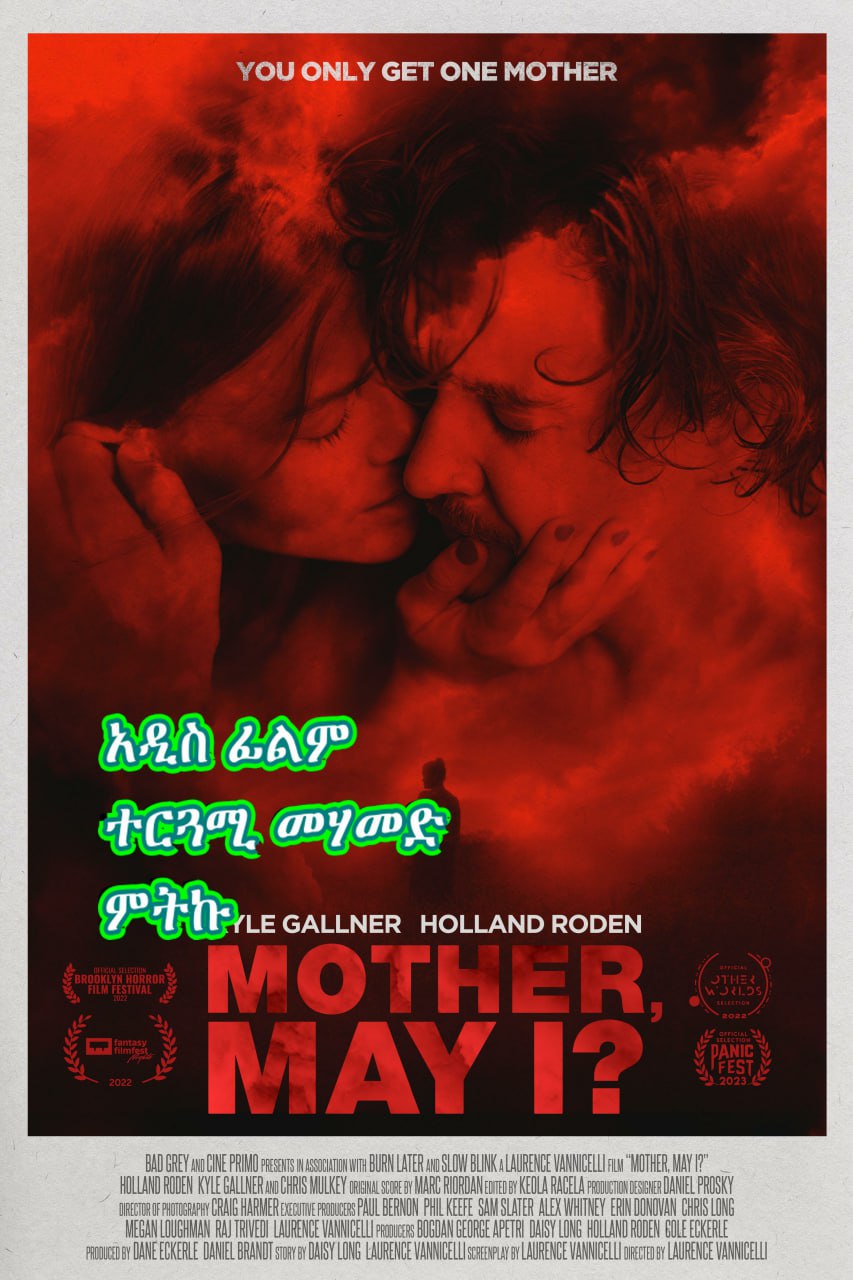 YOU ONLY GET ONE MOTHER
አዲስ ፊልም
ተርጓሚ መሃመድ
ምትኩ
YLE GALLNER HOLLAND RODEN
MOTHER,
MAY I?
OFFICIAL SELECTION
BROOKLYN HORROR
FILM FESTIVAL
2022
fantasy
filmfest
2022
OFFICIAL
OTHER
WORLDS
SELECTION
2022
OFFICIAL
SELECTION
PANIC
FEST
2023
BAD GREY AND CINE PRIMO PRESENTS IN ASSOCIATION WITH BURN LATER AND SLOW BLINK A LAURENCE VANNICELLI FILM "MOTHER, MAY I?"
HOLLAND RODEN KYLE GALLNER AND CHRIS MULKEY ORIGINAL SCORE BY MARC RIORDAN EDITED BY KEOLA RACELA PRODUCTION DESIGNER DANIEL PROSKY
DIRECTOR OF PHOTOGRAPHY CRAIG HARMER EXECUTIVE PRODUCERS PAUL BERNON PHIL KEEFE SAM SLATER ALEX WHITNEY ERIN DONOVAN CHRIS LONG
MEGAN LOUGHMAN RAJ TRIVEDI LAURENCE VANNICELLI PRODUCERS BOGDAN GEORGE APETRI DAISY LONG HOLLAND RODEN COLE ECKERLE
PRODUCED BY DANE ECKERLE DANIEL BRANDT STORY BY DAISY LONG LAURENCE VANNICELLI SCREENPLAY BY LAURENCE VANNICELLI DIRECTED BY LAURENCE VANNICELLI